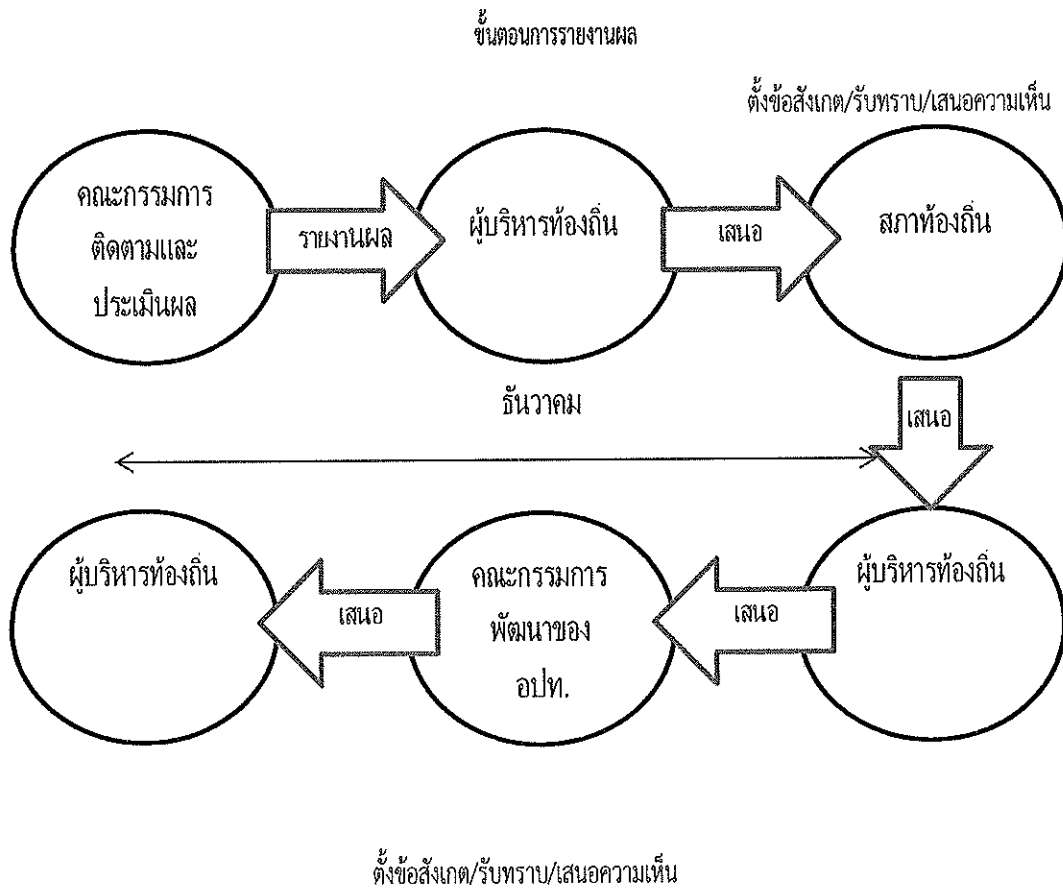 ขั้นตอนการรายงานผล
ตั้งข้อสังเกต/รับทราบ/เสนอความเห็น
คณะกรรมการ
ติดตามและ
ประเมินผล
รายงานผล
ผู้บริหารท้องถิ่น
เสนอ
สภาท้องถิ่น
ธันวาคม
เสนอ
ผู้บริหารท้องถิ่น
เสนอ
คณะกรรมการ
พัฒนาของ
อปท.
เสนอ
ผู้บริหารท้องถิ่น
ตั้งข้อสังเกต/รับทราบ/เสนอความเห็น